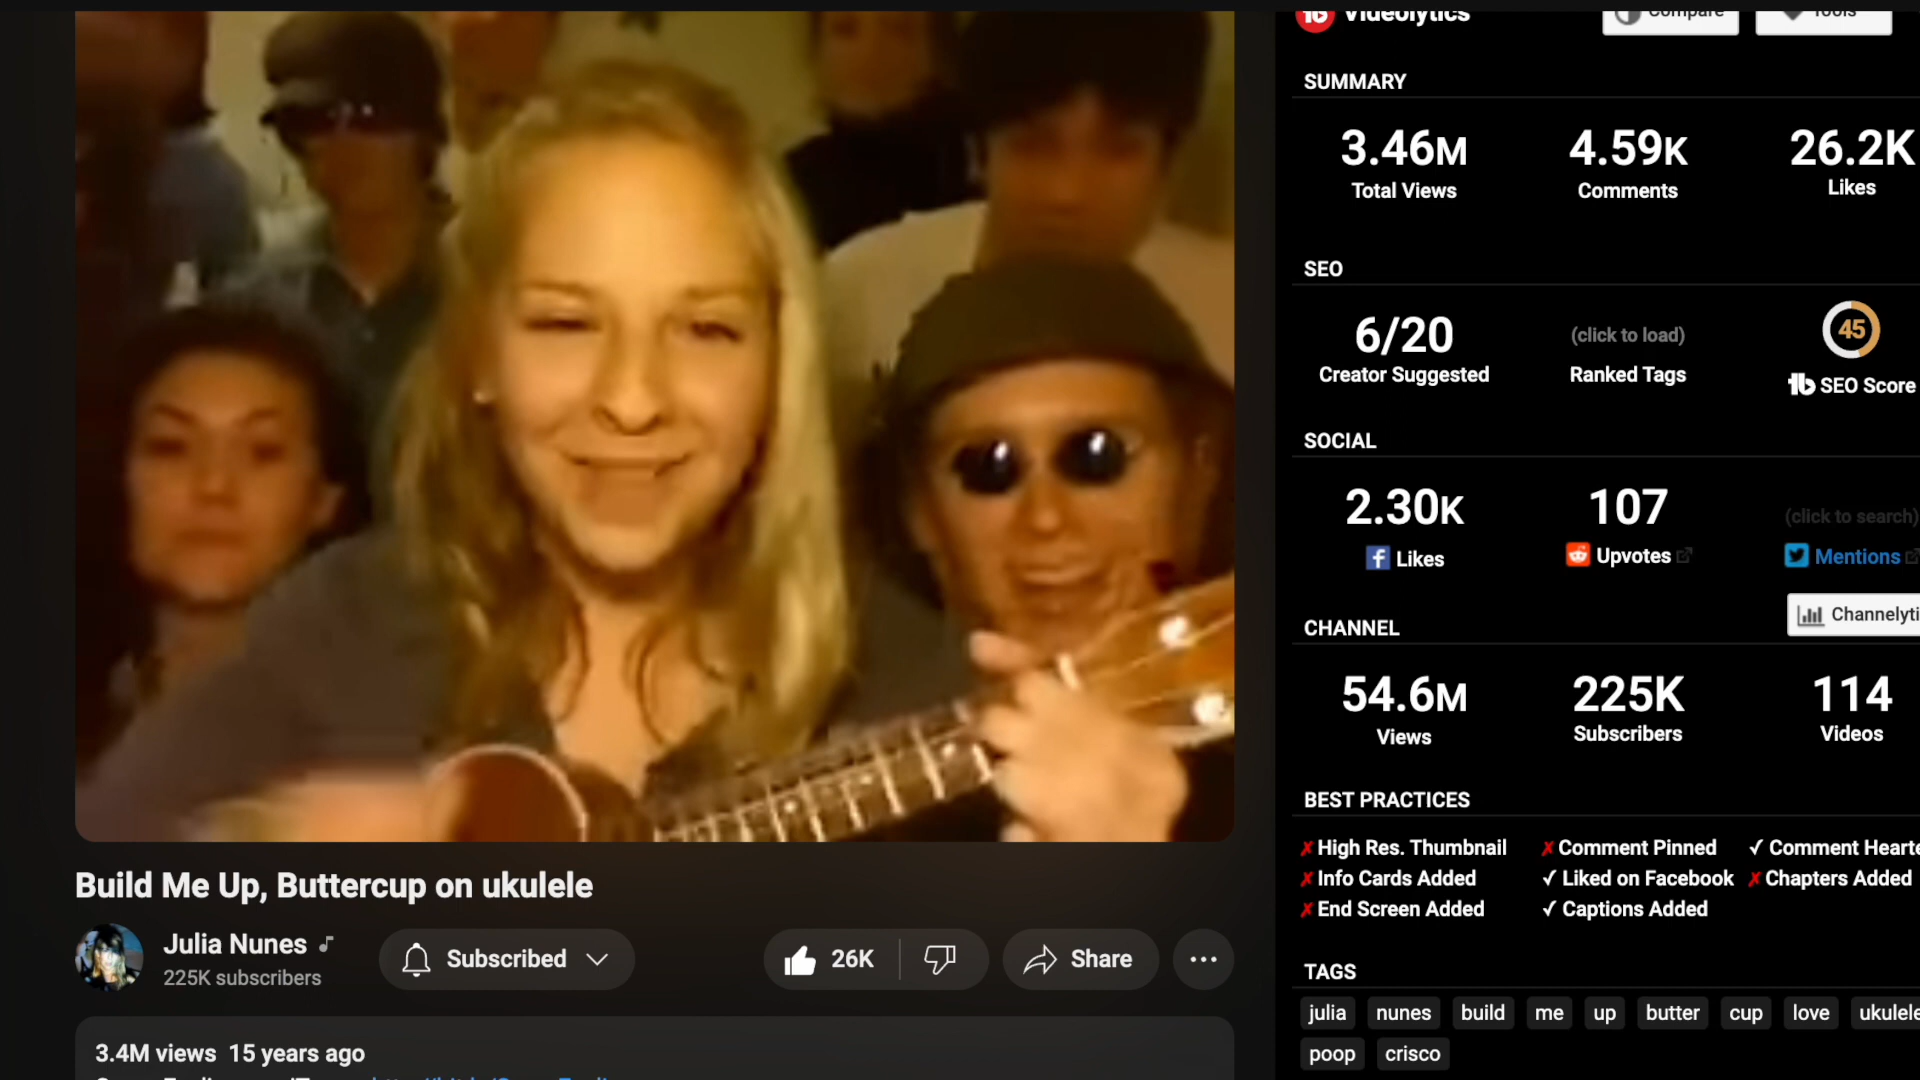 Build Me Up, Buttercup on ukulele
Julia Nunes
225K subscribers
Subscribed
26K
Share
3.4M views 15 years ago
Videolytics
Compare
Tools
SUMMARY
3.46M 4.59K 26.2K
Total Views Comments Likes
SEO
6/20 (click to load) 45
Creator Suggested Ranked Tags tb SEO Score
SOCIAL
2.30K 107 (click to search)
Likes Upvotes Mentions
CHANNEL
Channelyti
54.6M 225K 114
Views Subscribers Videos
BEST PRACTICES
✗ High Res. Thumbnail ✗ Comment Pinned ✓ Comment Hearte
✗ Info Cards Added ✓ Liked on Facebook ✗ Chapters Added
✗ End Screen Added ✓ Captions Added
TAGS
julia nunes build me up butter cup love ukulele
poop crisco